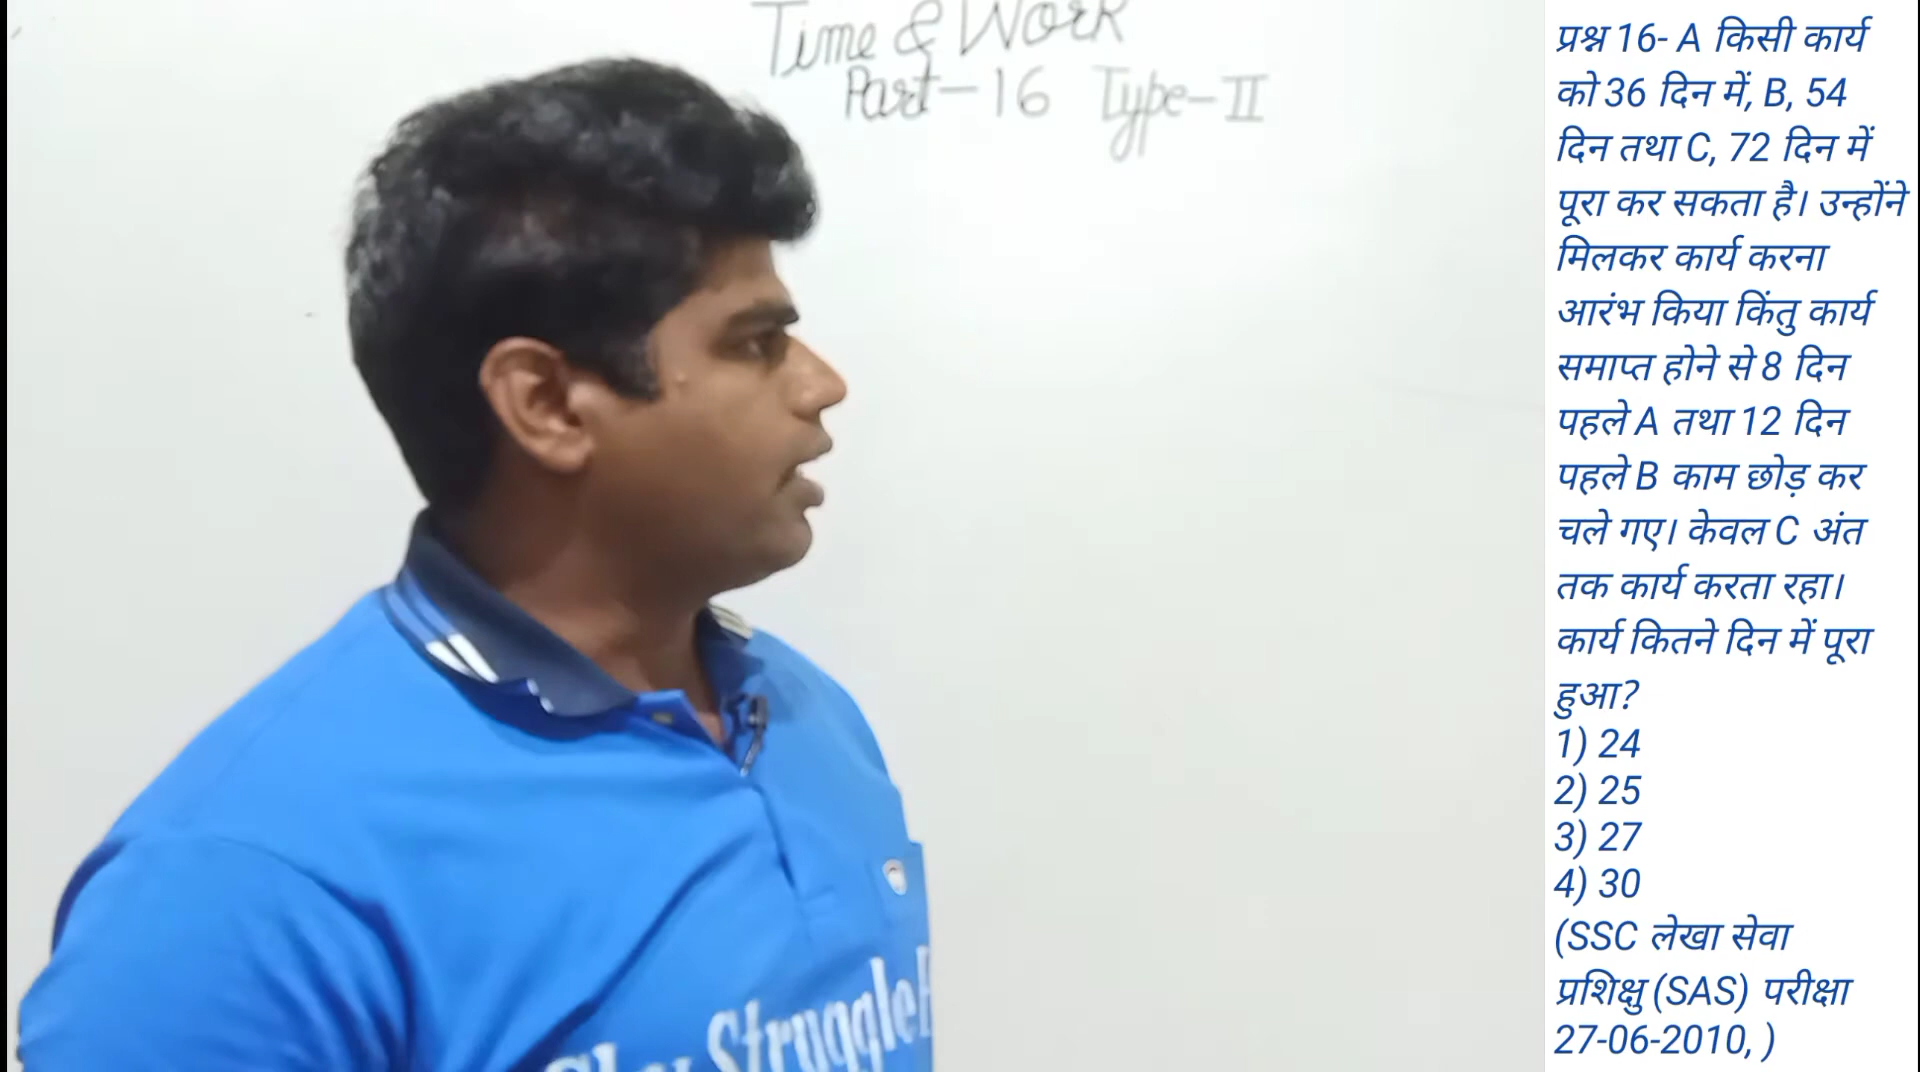 Time & Work
Part-16 Type-II
प्रश्न 16- A किसी कार्य
को 36 दिन में, B, 54
दिन तथा C, 72 दिन में
पूरा कर सकता है। उन्होंने
मिलकर कार्य करना
आरंभ किया किंतु कार्य
समाप्त होने से 8 दिन
पहले A तथा 12 दिन
पहले B काम छोड़ कर
चले गए। केवल C अंत
तक कार्य करता रहा।
कार्य कितने दिन में पूरा
हुआ?
1) 24
2) 25
3) 27
4) 30
(SSC लेखा सेवा
प्रशिक्षु (SAS) परीक्षा
27-06-2010, )
Struggle